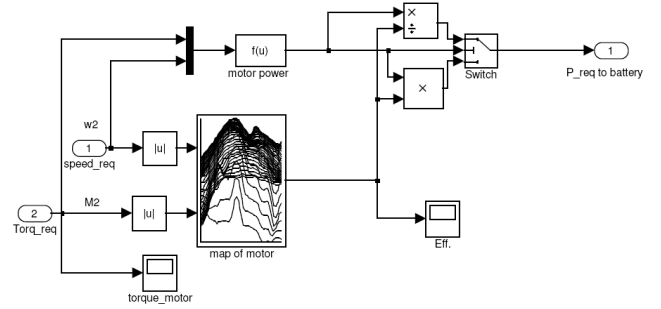 ×
÷
f(u)
motor power
Switch
1
P_req to battery
×
w2
1
speed_req
|u|
M2
2
Torq_req
|u|
map of motor
Eff.
torque_motor